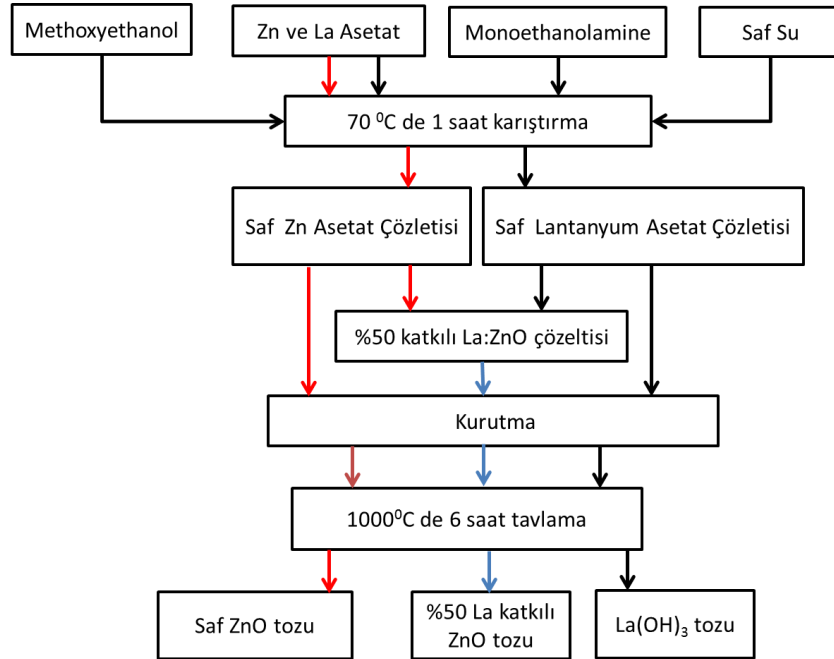 Methoxyethanol
Zn ve La Asetat
Monoethanolamine
Saf Su
70 ⁰C de 1 saat karıştırma
Saf Zn Asetat Çözletisi
Saf Lantanyum Asetat Çözletisi
%50 katkılı La:ZnO çözeltisi
Kurutma
1000⁰C de 6 saat tavlama
Saf ZnO tozu
%50 La katkılı
ZnO tozu
La(OH)₃ tozu